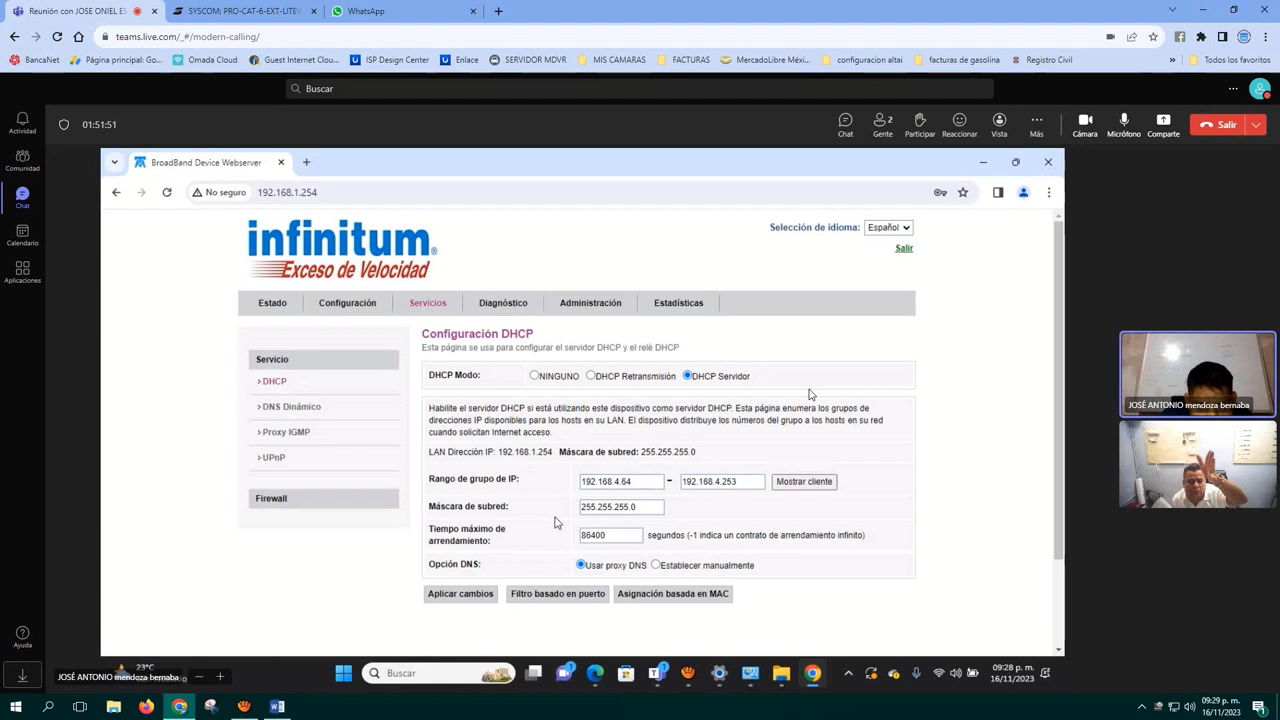 Reunión con JOSE ONIEL ES
SYSCOM: PRO-CAT-6-EXT-LITEV
WhatsApp
teams.live.com/_#/modern-calling/
BancaNet
Página principal: Go...
Omada Cloud
Guest Internet Clou...
ISP Design Center
Enlace
SERVIDOR MDVR
MIS CAMARAS
FACTURAS
MercadoLibre Méxi...
configuracion altai
facturas de gasolina
Registro Civil
Todos los favoritos
Buscar
01:51:51
Chat
2
Gente
Participar
Reaccionar
Vista
Más
Cámara
Micrófono
Comparte
Salir
Actividad
Comunidad
Chat
Calendario
Aplicaciones
Ayuda
BroadBand Device Webserver
No seguro
192.168.1.254
infinitum®
Exceso de Velocidad
Selección de idioma: Español
Salir
Estado
Configuración
Servicios
Diagnóstico
Administración
Estadísticas
Servicio
> DHCP
> DNS Dinámico
> Proxy IGMP
> UPnP
Firewall
Configuración DHCP
Esta página se usa para configurar el servidor DHCP y el relé DHCP
DHCP Modo: NINGUNO DHCP Retransmisión DHCP Servidor
Habilite el servidor DHCP si está utilizando este dispositivo como servidor DHCP. Esta página enumera los grupos de
direcciones IP disponibles para los hosts en su LAN. El dispositivo distribuye los números del grupo a los hosts en su red
cuando solicitan Internet acceso.
LAN Dirección IP: 192.168.1.254 Máscara de subred: 255.255.255.0
Rango de grupo de IP: 192.168.4.64 - 192.168.4.253 Mostrar cliente
Máscara de subred: 255.255.255.0
Tiempo máximo de
arrendamiento: 86400 segundos (-1 indica un contrato de arrendamiento infinito)
Opción DNS: Usar proxy DNS Establecer manualmente
Aplicar cambios
Filtro basado en puerto
Asignación basada en MAC
JOSÉ ANTONIO mendoza bernaba
23°C
JOSÉ ANTONIO mendoza bernaba
Buscar
09:28 p. m.
16/11/2023
09:29 p. m.
16/11/2023